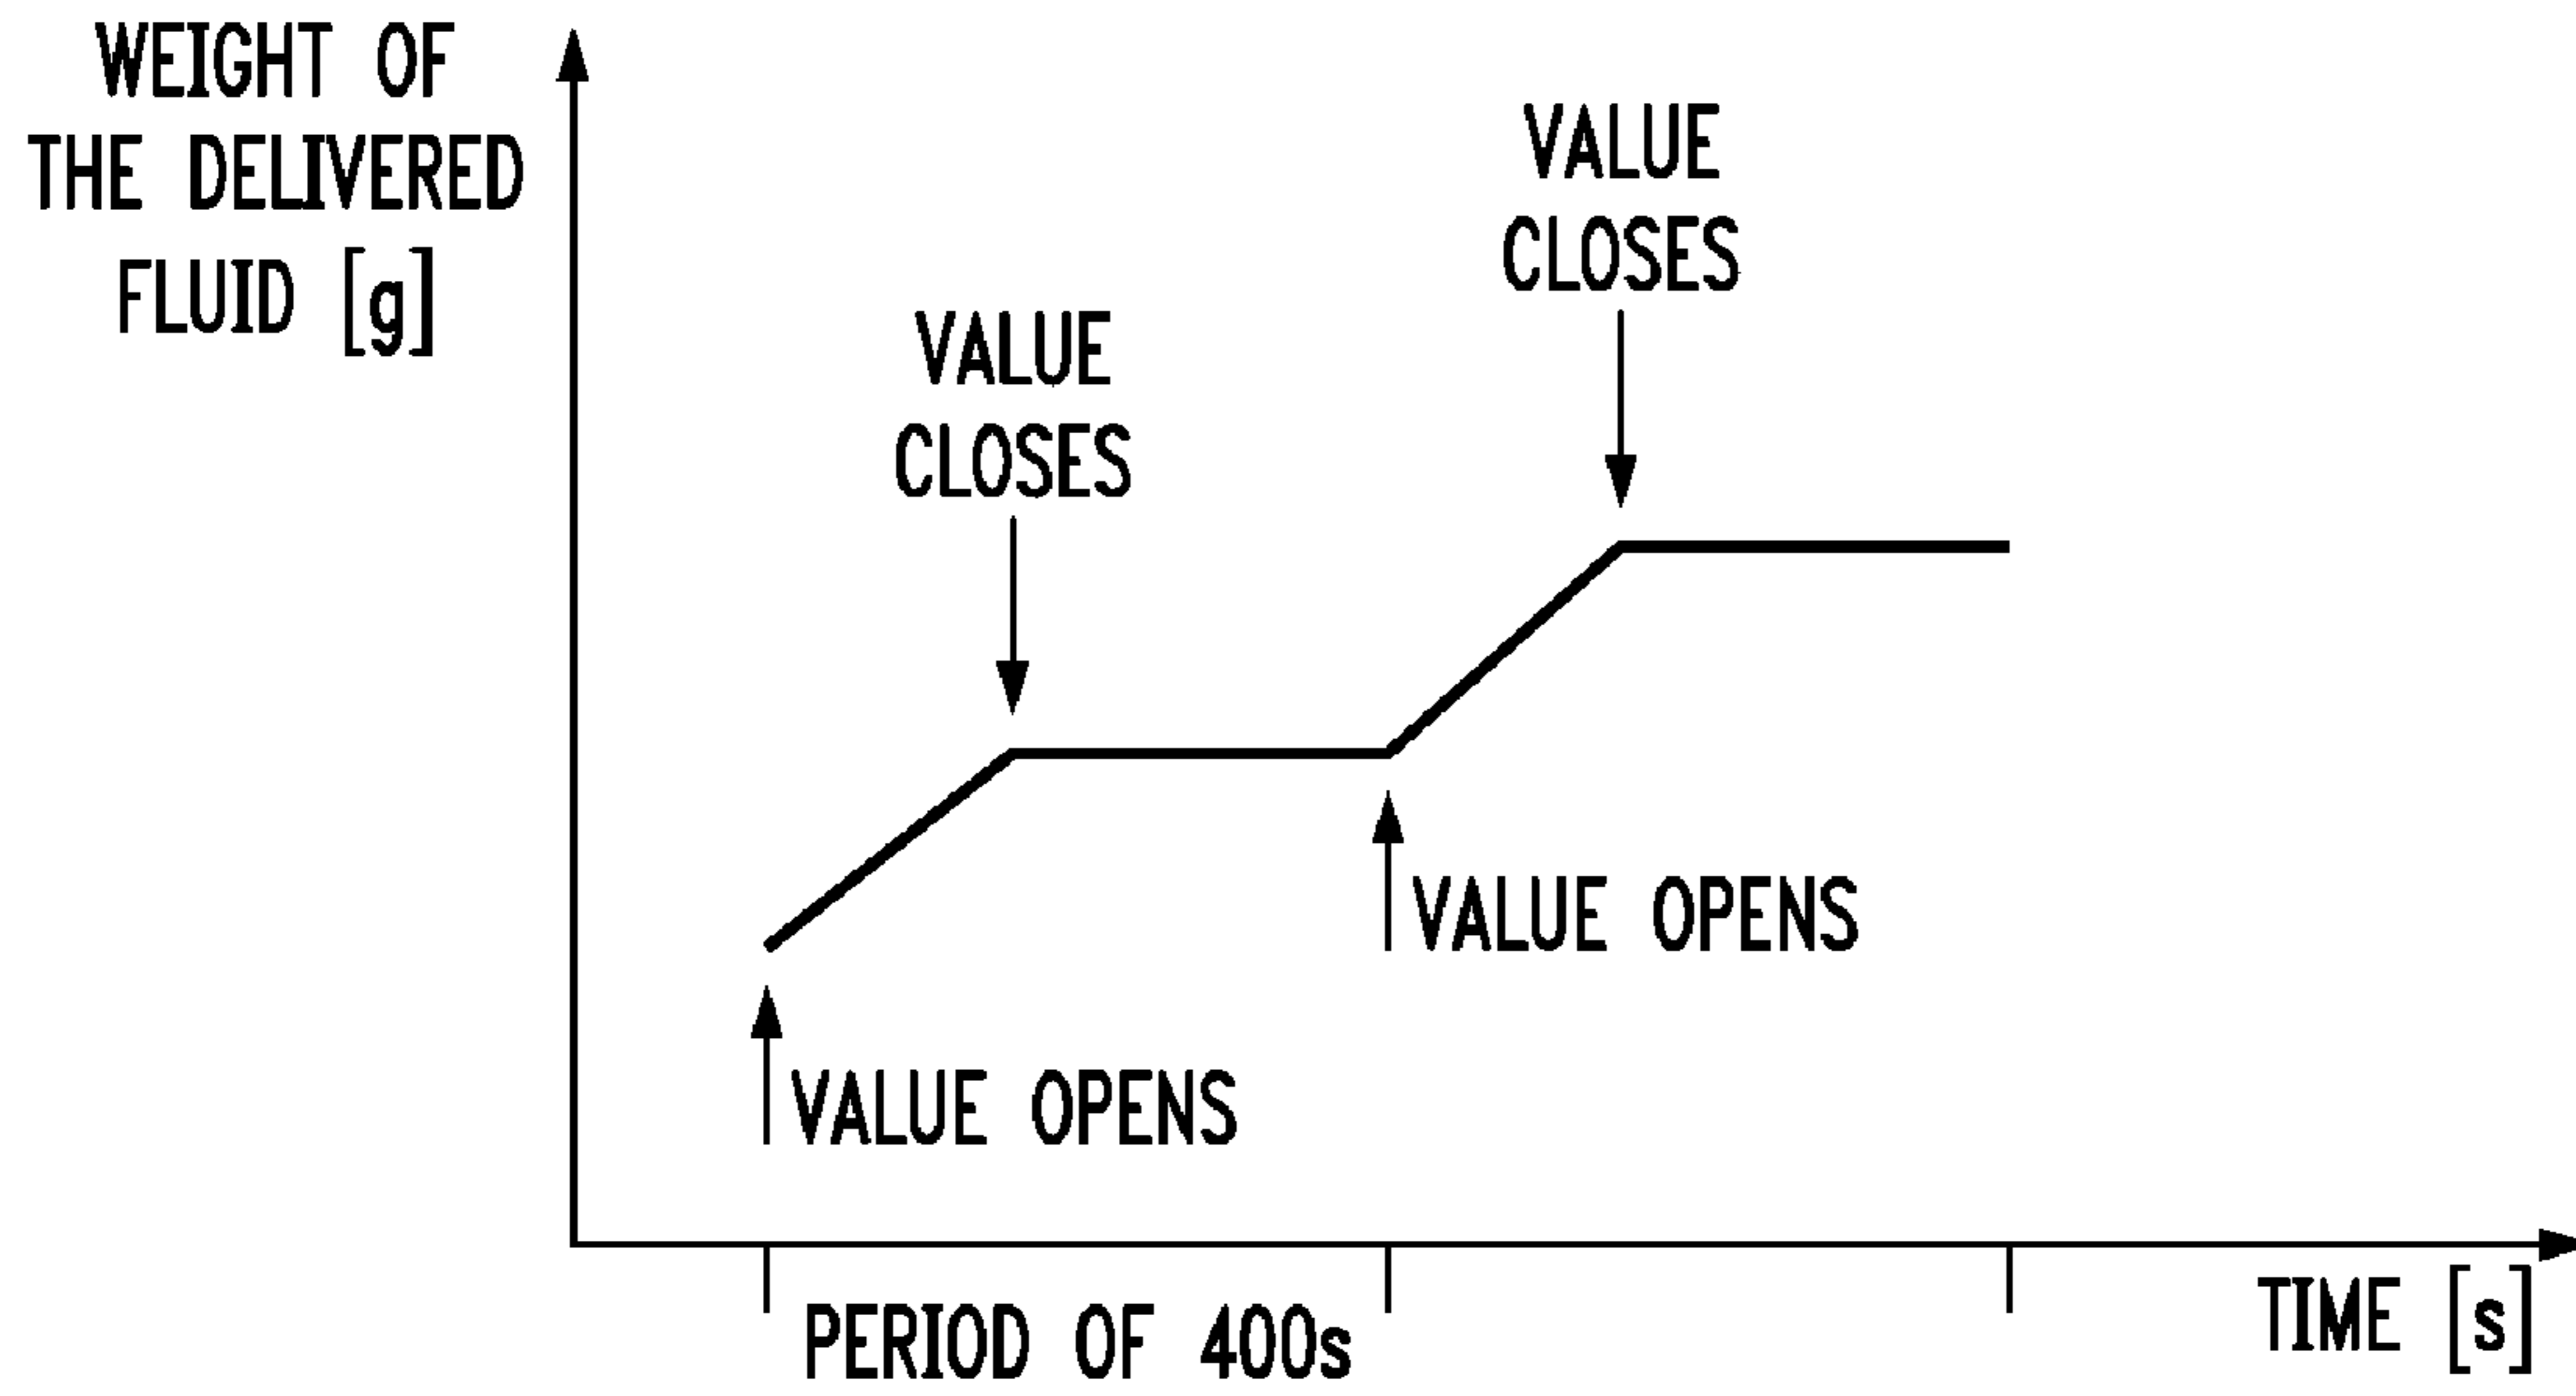 WEIGHT OF
THE DELIVERED
FLUID [g]
VALUE
CLOSES
VALUE
CLOSES
VALUE OPENS
VALUE OPENS
PERIOD OF 400s
TIME [s]